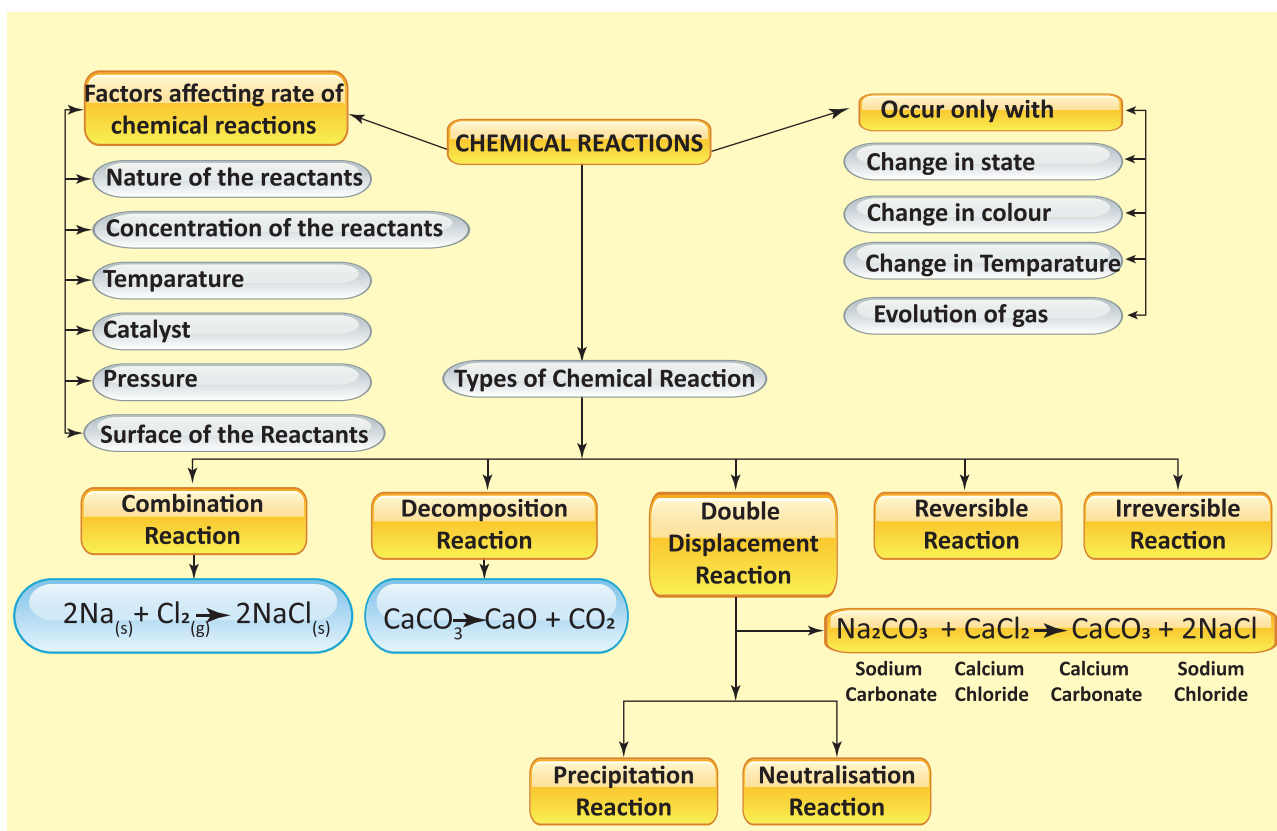 Factors affecting rate of
chemical reactions
Nature of the reactants
Concentration of the reactants
Temparature
Catalyst
Pressure
Surface of the Reactants
CHEMICAL REACTIONS
Occur only with
Change in state
Change in colour
Change in Temparature
Evolution of gas
Types of Chemical Reaction
Combination
Reaction
2Na(s) + Cl₂(g) → 2NaCl(s)
Decomposition
Reaction
CaCO₃ → CaO + CO₂
Double
Displacement
Reaction
Na₂CO₃ + CaCl₂ → CaCO₃ + 2NaCl
Sodium Calcium Calcium Sodium
Carbonate Chloride Carbonate Chloride
Precipitation
Reaction
Neutralisation
Reaction
Reversible
Reaction
Irreversible
Reaction